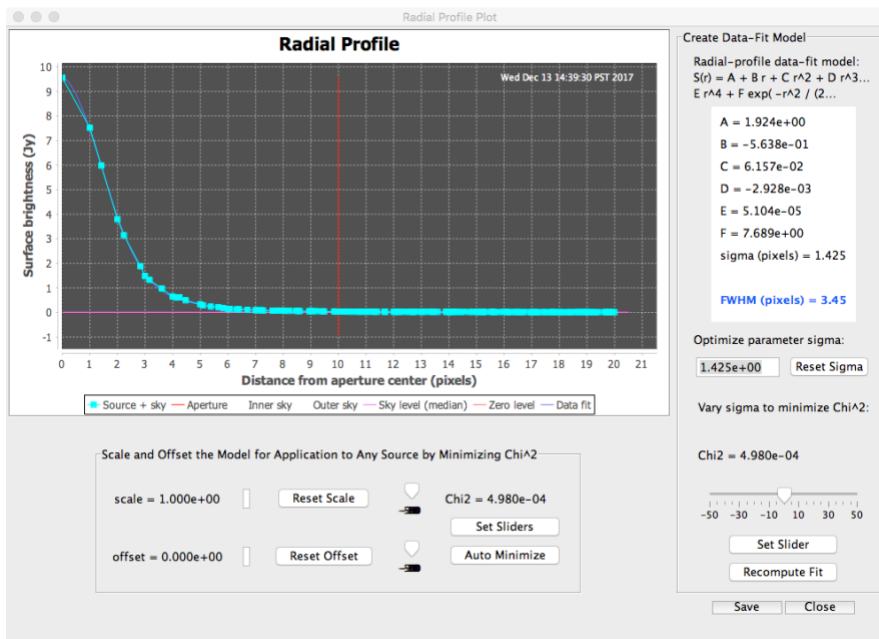 Radial Profile Plot
Radial Profile
Wed Dec 13 14:39:30 PST 2017
10
9
8
7
6
5
4
3
2
1
0
-1
Surface brightness (Jy)
0 1 2 3 4 5 6 7 8 9 10 11 12 13 14 15 16 17 18 19 20 21
Distance from aperture center (pixels)
Source + sky Aperture Inner sky Outer sky Sky level (median) Zero level Data fit
Create Data-Fit Model
Radial-profile data-fit model:
S(r) = A + B r + C r^2 + D r^3...
E r^4 + F exp( -r^2 / (2...
A = 1.924e+00
B = -5.638e-01
C = 6.157e-02
D = -2.928e-03
E = 5.104e-05
F = 7.689e+00
sigma (pixels) = 1.425
FWHM (pixels) = 3.45
Optimize parameter sigma:
1.425e+00 Reset Sigma
Vary sigma to minimize Chi^2:
Chi2 = 4.980e-04
-50 -30 -10 10 30 50
Set Slider
Recompute Fit
Save Close
Scale and Offset the Model for Application to Any Source by Minimizing Chi^2
scale = 1.000e+00 Reset Scale Chi2 = 4.980e-04
Set Sliders
offset = 0.000e+00 Reset Offset Auto Minimize